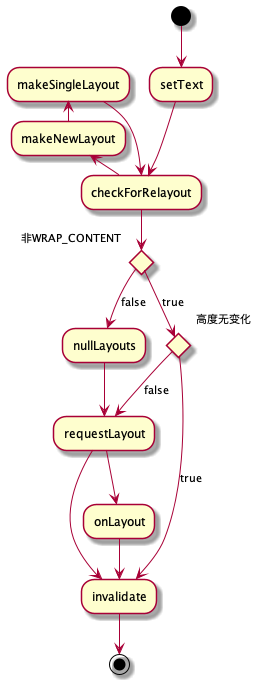 makeSingleLayout
setText
makeNewLayout
checkForRelayout
非WRAP_CONTENT
false
true
高度无变化
nullLayouts
false
requestLayout
true
onLayout
invalidate